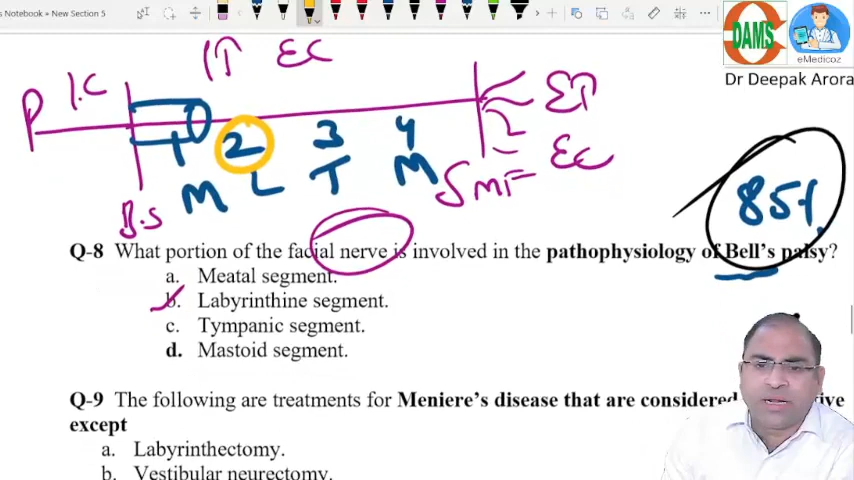 s Notebook » New Section 5
DAMS
eMedicoz
Dr Deepak Arora
IT EC
P I.C
ET
1 2 3 4
M L T M
B.S
SMF
EC
85%
Q-8 What portion of the facial nerve is involved in the pathophysiology of Bell's palsy?
a. Meatal segment.
b. Labyrinthine segment.
c. Tympanic segment.
d. Mastoid segment.
Q-9 The following are treatments for Meniere's disease that are considered
except
a. Labyrinthectomy.
b. Vestibular neurectomy.